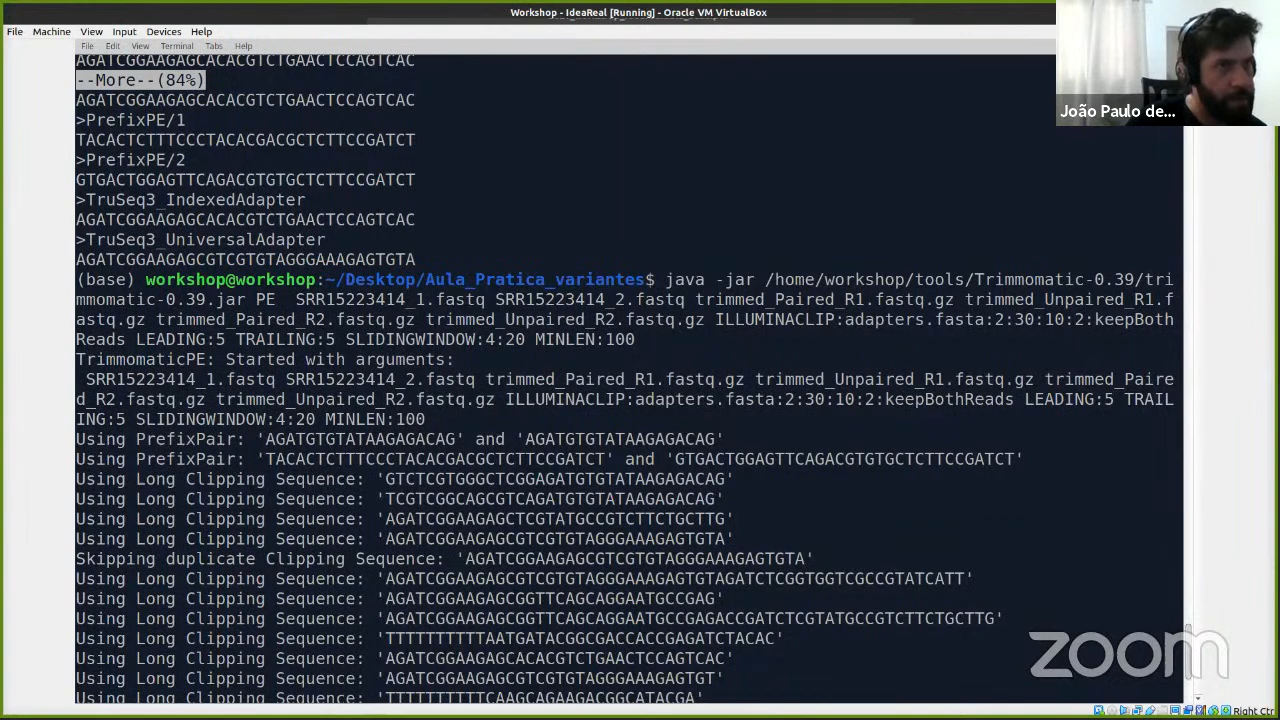 Workshop - IdeaReal [Running] - Oracle VM VirtualBox
File Machine View Input Devices Help
File Edit View Terminal Tabs Help
AGATCGGAAGAGCACACGTCTGAACTCCAGTCAC
--More--(84%)
AGATCGGAAGAGCACACGTCTGAACTCCAGTCAC
>PrefixPE/1
TACACTCTTTCCCTACACGACGCTCTTCCGATCT
>PrefixPE/2
GTGACTGGAGTTCAGACGTGTGCTCTTCCGATCT
>TruSeq3_IndexedAdapter
AGATCGGAAGAGCACACGTCTGAACTCCAGTCAC
>TruSeq3_UniversalAdapter
AGATCGGAAGAGCGTCGTGTAGGGAAAGAGTGTA
(base) workshop@workshop:~/Desktop/Aula_Pratica_variantes$ java -jar /home/workshop/tools/Trimmomatic-0.39/tri
mmomatic-0.39.jar PE  SRR15223414_1.fastq SRR15223414_2.fastq trimmed_Paired_R1.fastq.gz trimmed_Unpaired_R1.f
astq.gz trimmed_Paired_R2.fastq.gz trimmed_Unpaired_R2.fastq.gz ILLUMINACLIP:adapters.fasta:2:30:10:2:keepBoth
Reads LEADING:5 TRAILING:5 SLIDINGWINDOW:4:20 MINLEN:100
TrimmomaticPE: Started with arguments:
 SRR15223414_1.fastq SRR15223414_2.fastq trimmed_Paired_R1.fastq.gz trimmed_Unpaired_R1.fastq.gz trimmed_Paire
d_R2.fastq.gz trimmed_Unpaired_R2.fastq.gz ILLUMINACLIP:adapters.fasta:2:30:10:2:keepBothReads LEADING:5 TRAIL
ING:5 SLIDINGWINDOW:4:20 MINLEN:100
Using PrefixPair: 'AGATGTGTATAAGAGACAG' and 'AGATGTGTATAAGAGACAG'
Using PrefixPair: 'TACACTCTTTCCCTACACGACGCTCTTCCGATCT' and 'GTGACTGGAGTTCAGACGTGTGCTCTTCCGATCT'
Using Long Clipping Sequence: 'GTCTCGTGGGCTCGGAGATGTGTATAAGAGACAG'
Using Long Clipping Sequence: 'TCGTCGGCAGCGTCAGATGTGTATAAGAGACAG'
Using Long Clipping Sequence: 'AGATCGGAAGAGCTCGTATGCCGTCTTCTGCTTG'
Using Long Clipping Sequence: 'AGATCGGAAGAGCGTCGTGTAGGGAAAGAGTGTA'
Skipping duplicate Clipping Sequence: 'AGATCGGAAGAGCGTCGTGTAGGGAAAGAGTGTA'
Using Long Clipping Sequence: 'AGATCGGAAGAGCGTCGTGTAGGGAAAGAGTGTAGATCTCGGTGGTCGCCGTATCATT'
Using Long Clipping Sequence: 'AGATCGGAAGAGCGGTTCAGCAGGAATGCCGAG'
Using Long Clipping Sequence: 'AGATCGGAAGAGCGGTTCAGCAGGAATGCCGAGACCGATCTCGTATGCCGTCTTCTGCTTG'
Using Long Clipping Sequence: 'TTTTTTTTTTAATGATACGGCGACCACCGAGATCTACAC'
Using Long Clipping Sequence: 'AGATCGGAAGAGCACACGTCTGAACTCCAGTCAC'
Using Long Clipping Sequence: 'AGATCGGAAGAGCGTCGTGTAGGGAAAGAGTGT'
Using Long Clipping Sequence: 'TTTTTTTTTTCAAGCAGAAGACGGCATACGA'
João Paulo de...
zoom
Right Ctr